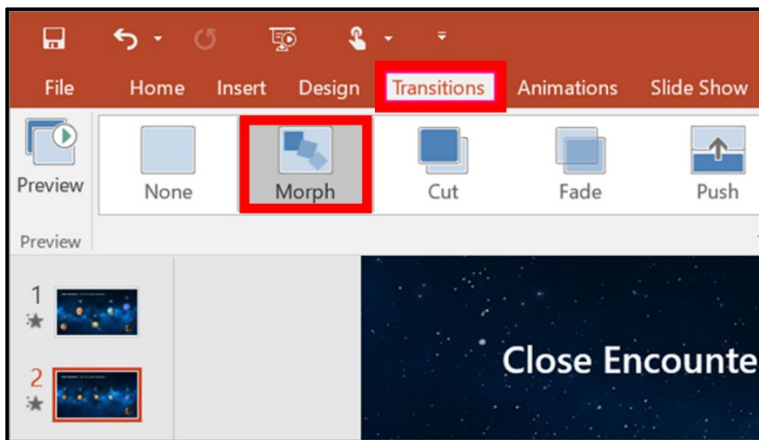 File Home Insert Design Transitions Animations Slide Show
Preview None Morph Cut Fade Push
Preview
1
2
Close Encounte